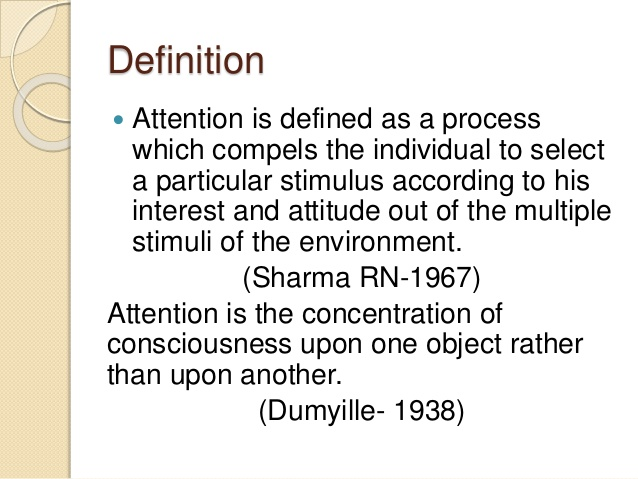 Definition
• Attention is defined as a process
which compels the individual to select
a particular stimulus according to his
interest and attitude out of the multiple
stimuli of the environment.
(Sharma RN-1967)
Attention is the concentration of
consciousness upon one object rather
than upon another.
(Dumyille- 1938)